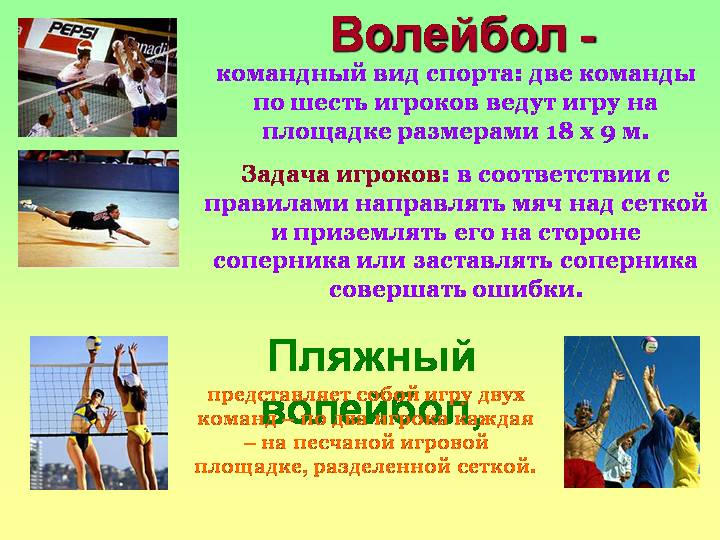 PEPSI
Canadi
Волейбол -
командный вид спорта: две команды
по шесть игроков ведут игру на
площадке размерами 18 х 9 м.
Задача игроков: в соответствии с
правилами направлять мяч над сеткой
и приземлять его на стороне
соперника или заставлять соперника
совершать ошибки.
Пляжный
волейбол,
представляет собой игру двух
команд – по два игрока каждая
– на песчаной игровой
площадке, разделенной сеткой.